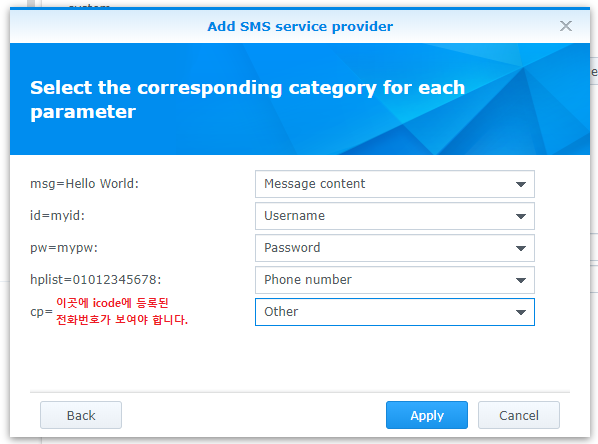 system
Add SMS service provider
Select the corresponding category for each
parameter
msg=Hello World:
Message content
id=myid:
Username
pw=mypw:
Password
hplist=01012345678:
Phone number
cp= 이곳에 icode에 등록된
전화번호가 보여야 합니다.
Other
Back
Apply
Cancel